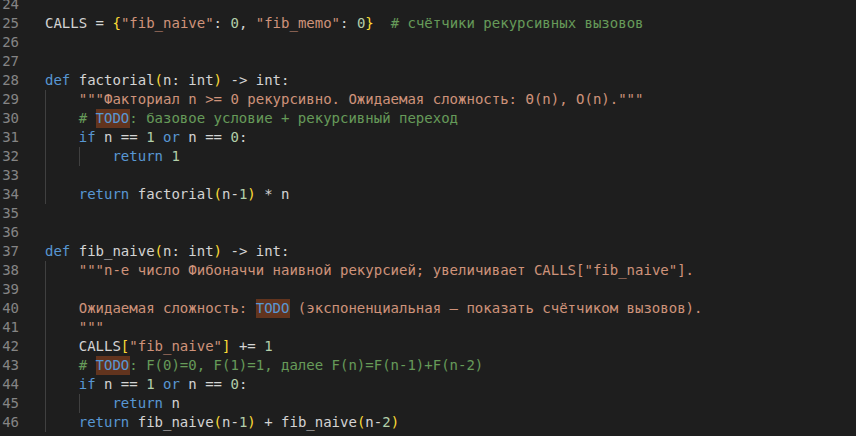 24
25 CALLS = {"fib_naive": 0, "fib_memo": 0}  # счётчики рекурсивных вызовов
26
27
28 def factorial(n: int) -> int:
29     """Факториал n >= 0 рекурсивно. Ожидаемая сложность: Θ(n), O(n)."""
30     # TODO: базовое условие + рекурсивный переход
31     if n == 1 or n == 0:
32         return 1
33
34     return factorial(n-1) * n
35
36
37 def fib_naive(n: int) -> int:
38     """n-е число Фибоначчи наивной рекурсией; увеличивает CALLS["fib_naive"].
39
40     Ожидаемая сложность: TODO (экспоненциальная — показать счётчиком вызовов).
41     """
42     CALLS["fib_naive"] += 1
43     # TODO: F(0)=0, F(1)=1, далее F(n)=F(n-1)+F(n-2)
44     if n == 1 or n == 0:
45         return n
46     return fib_naive(n-1) + fib_naive(n-2)